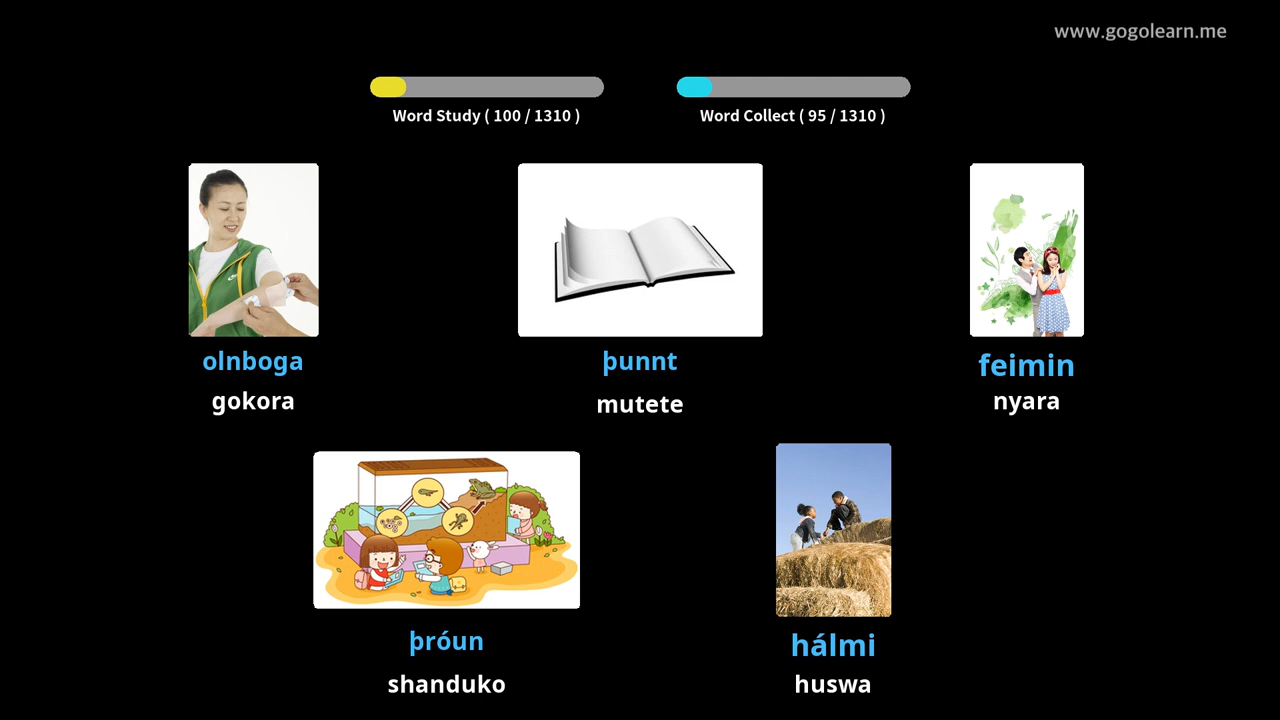 www.gogolearn.me
Word Study ( 100 / 1310 )
Word Collect ( 95 / 1310 )
olnboga
þunnt
feimin
gokora
mutete
nyara
þróun
hálmi
shanduko
huswa